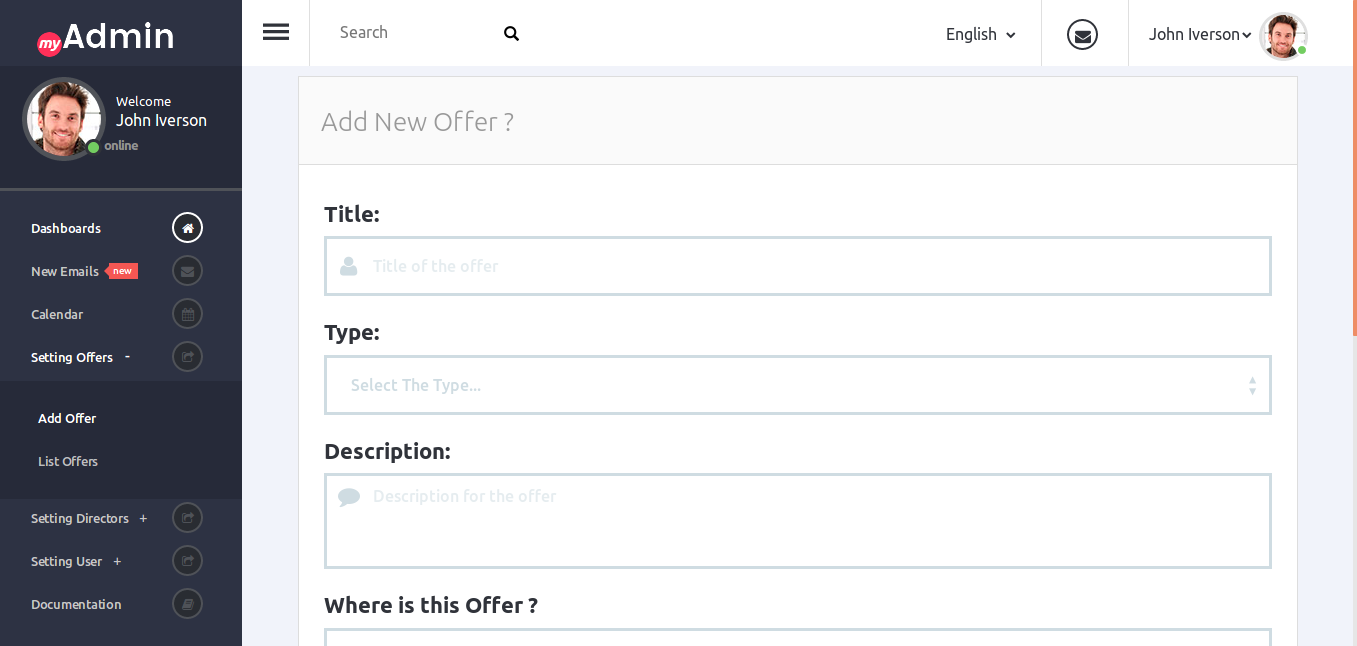 myAdmin
Search
English
John Iverson
Welcome
John Iverson
online
Dashboards
New Emails new
Calendar
Setting Offers -
Add Offer
List Offers
Setting Directors +
Setting User +
Documentation
Add New Offer ?
Title:
Title of the offer
Type:
Select The Type...
Description:
Description for the offer
Where is this Offer ?